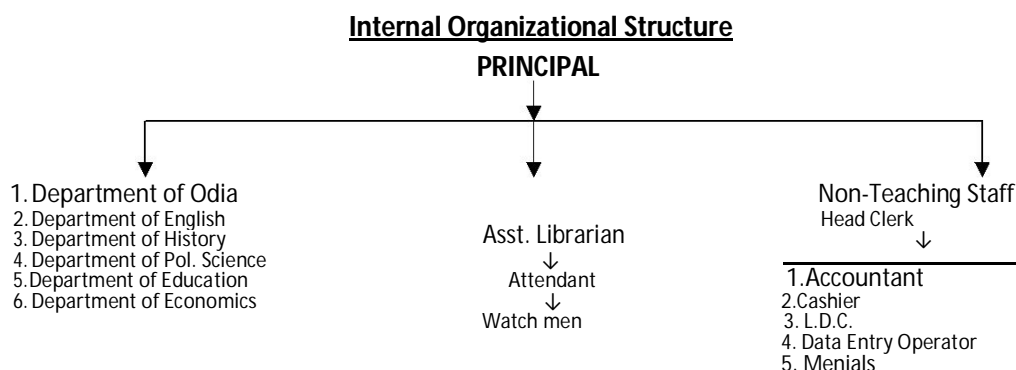 Internal Organizational Structure
PRINCIPAL
1. Department of Odia
2. Department of English
3. Department of History
4. Department of Pol. Science
5.Department of Education
6. Department of Economics
Asst. Librarian
↓
Attendant
↓
Watch men
Non-Teaching Staff
Head Clerk
↓
1.Accountant
2.Cashier
3. L.D.C.
4. Data Entry Operator
5. Menials